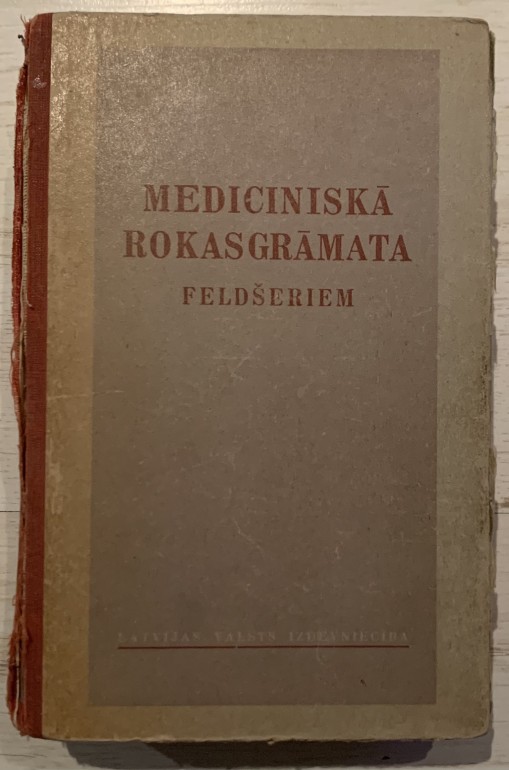 MEDICINISKĀ
ROKASGRĀMATA
FELDŠERIEM
LATVIJAS VALSTS IZDEVNIECĪBA